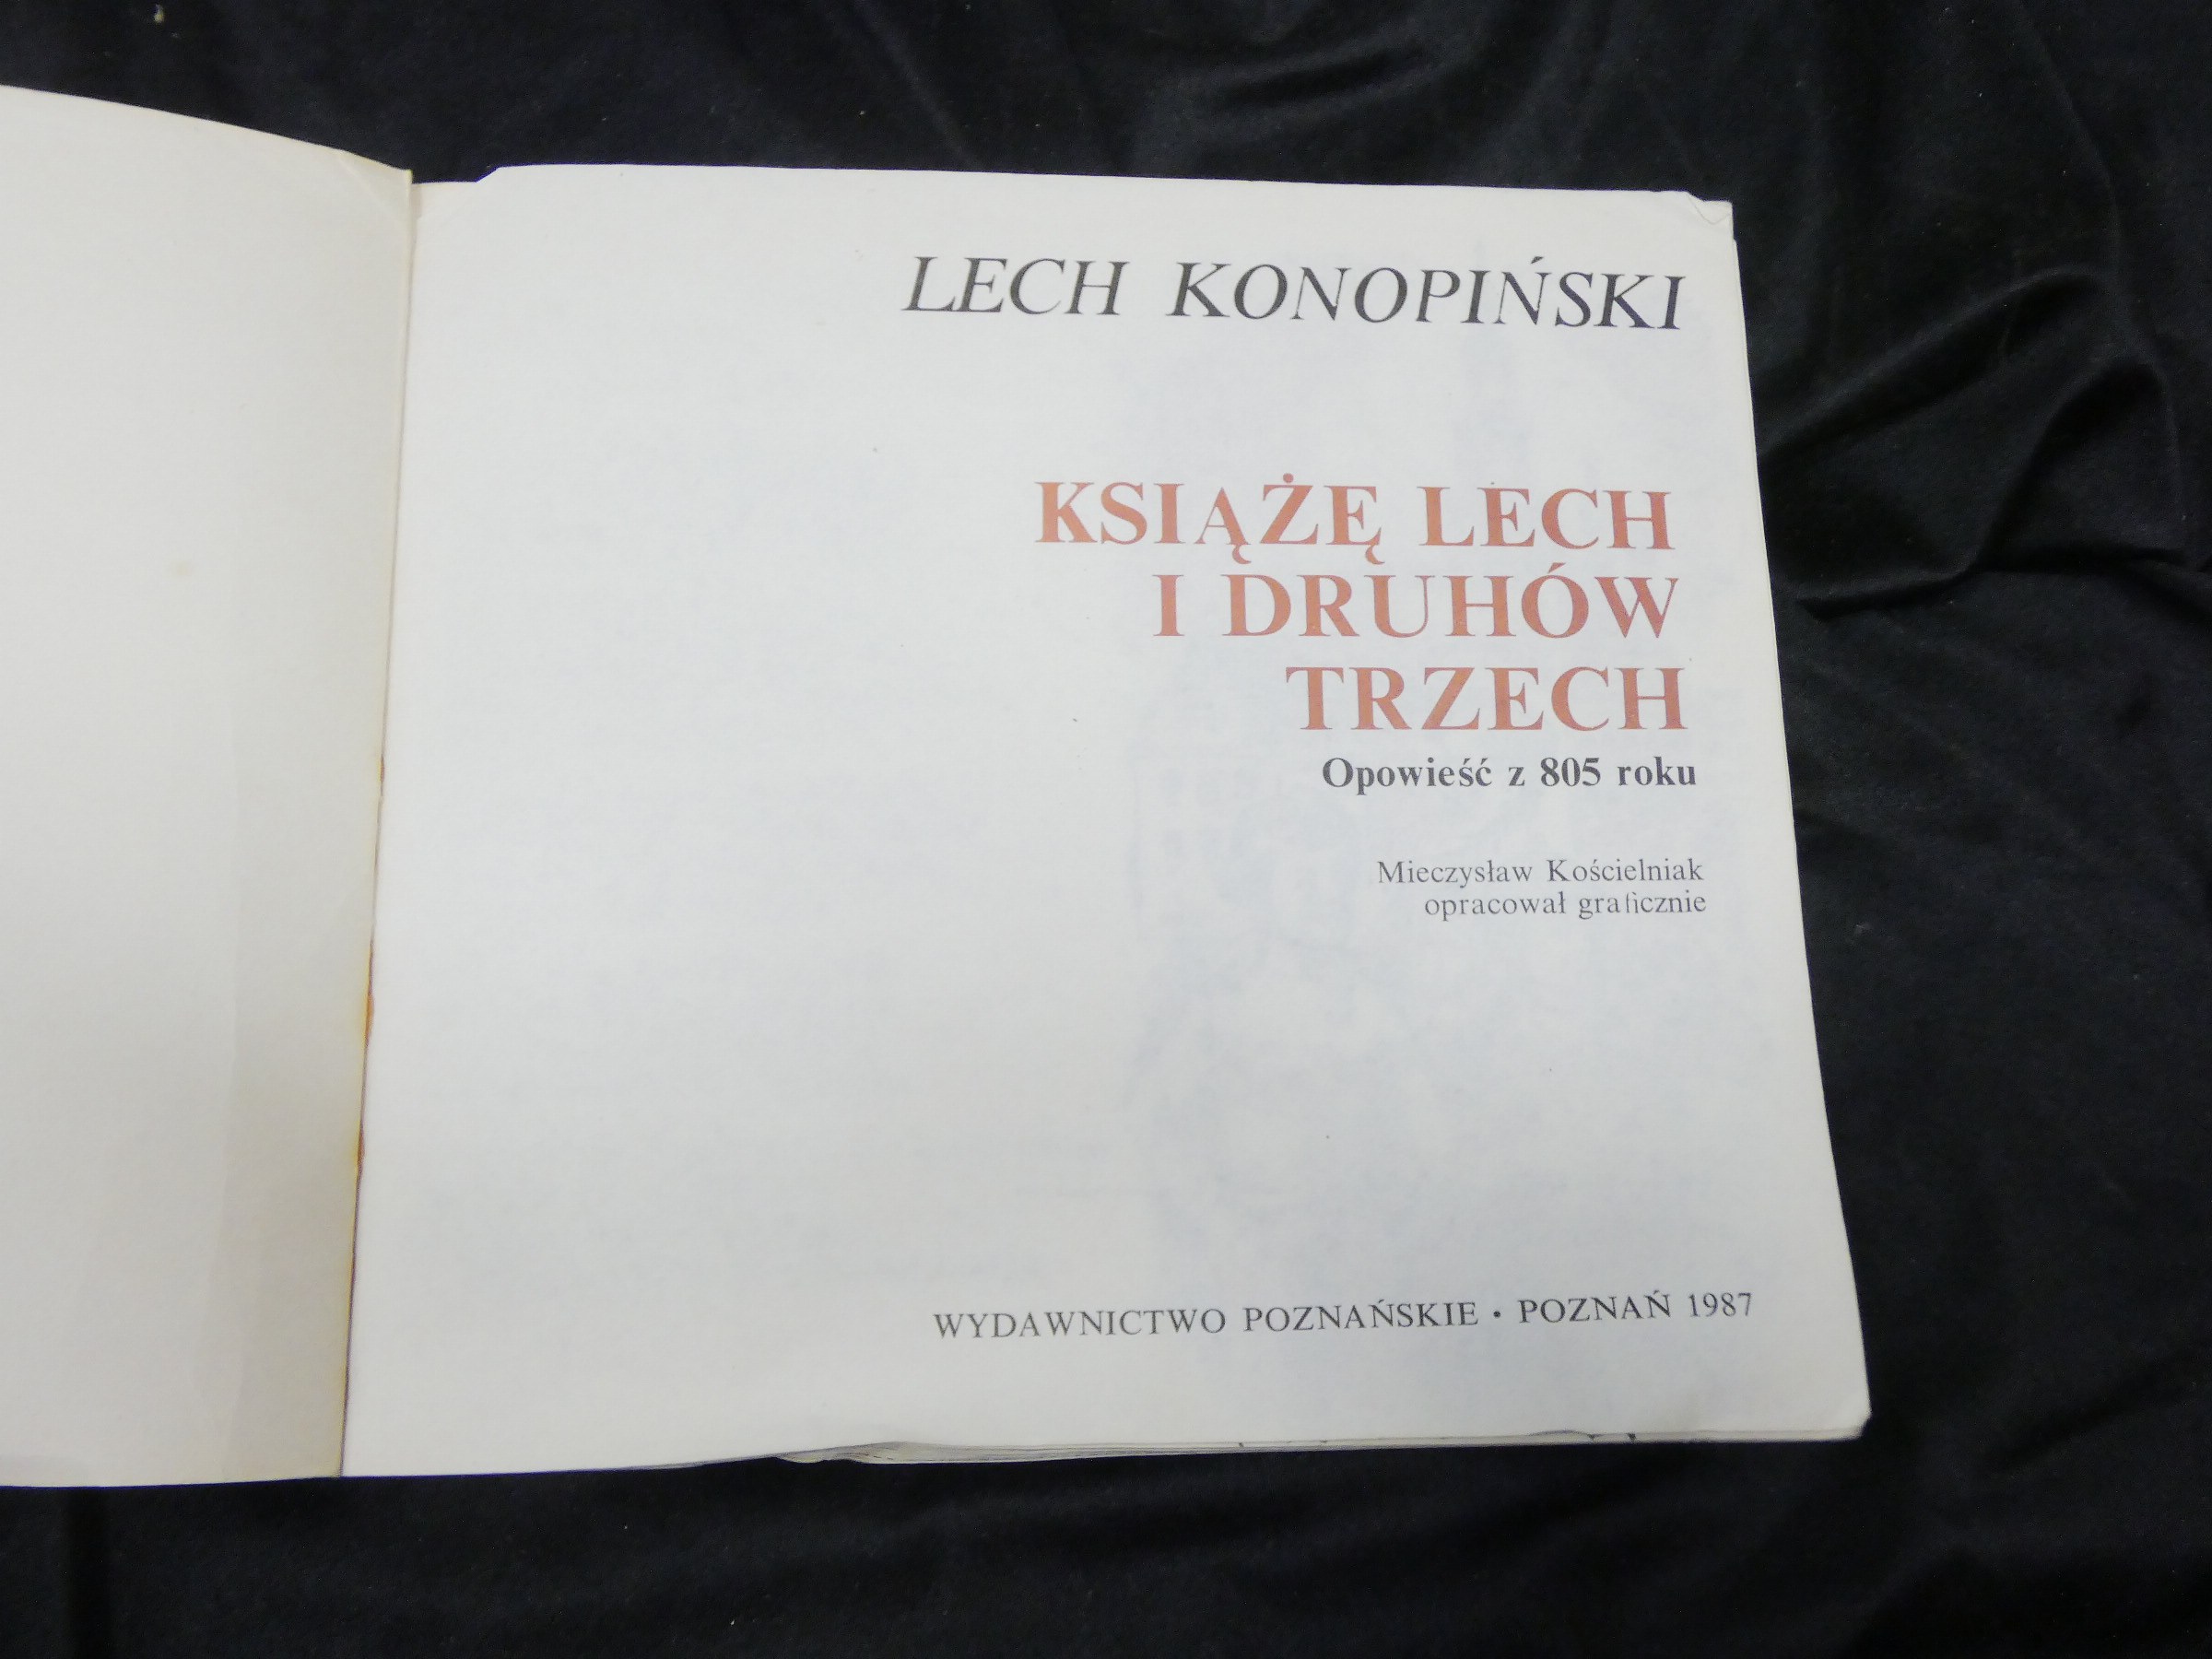 LECH KONOPIŃSKI
KSIĄŻĘ LECH
I DRUHÓW
TRZECH
Opowieść z 805 roku
Mieczysław Kościelniak
opracował graficznie
WYDAWNICTWO POZNAŃSKIE • POZNAŃ 1987